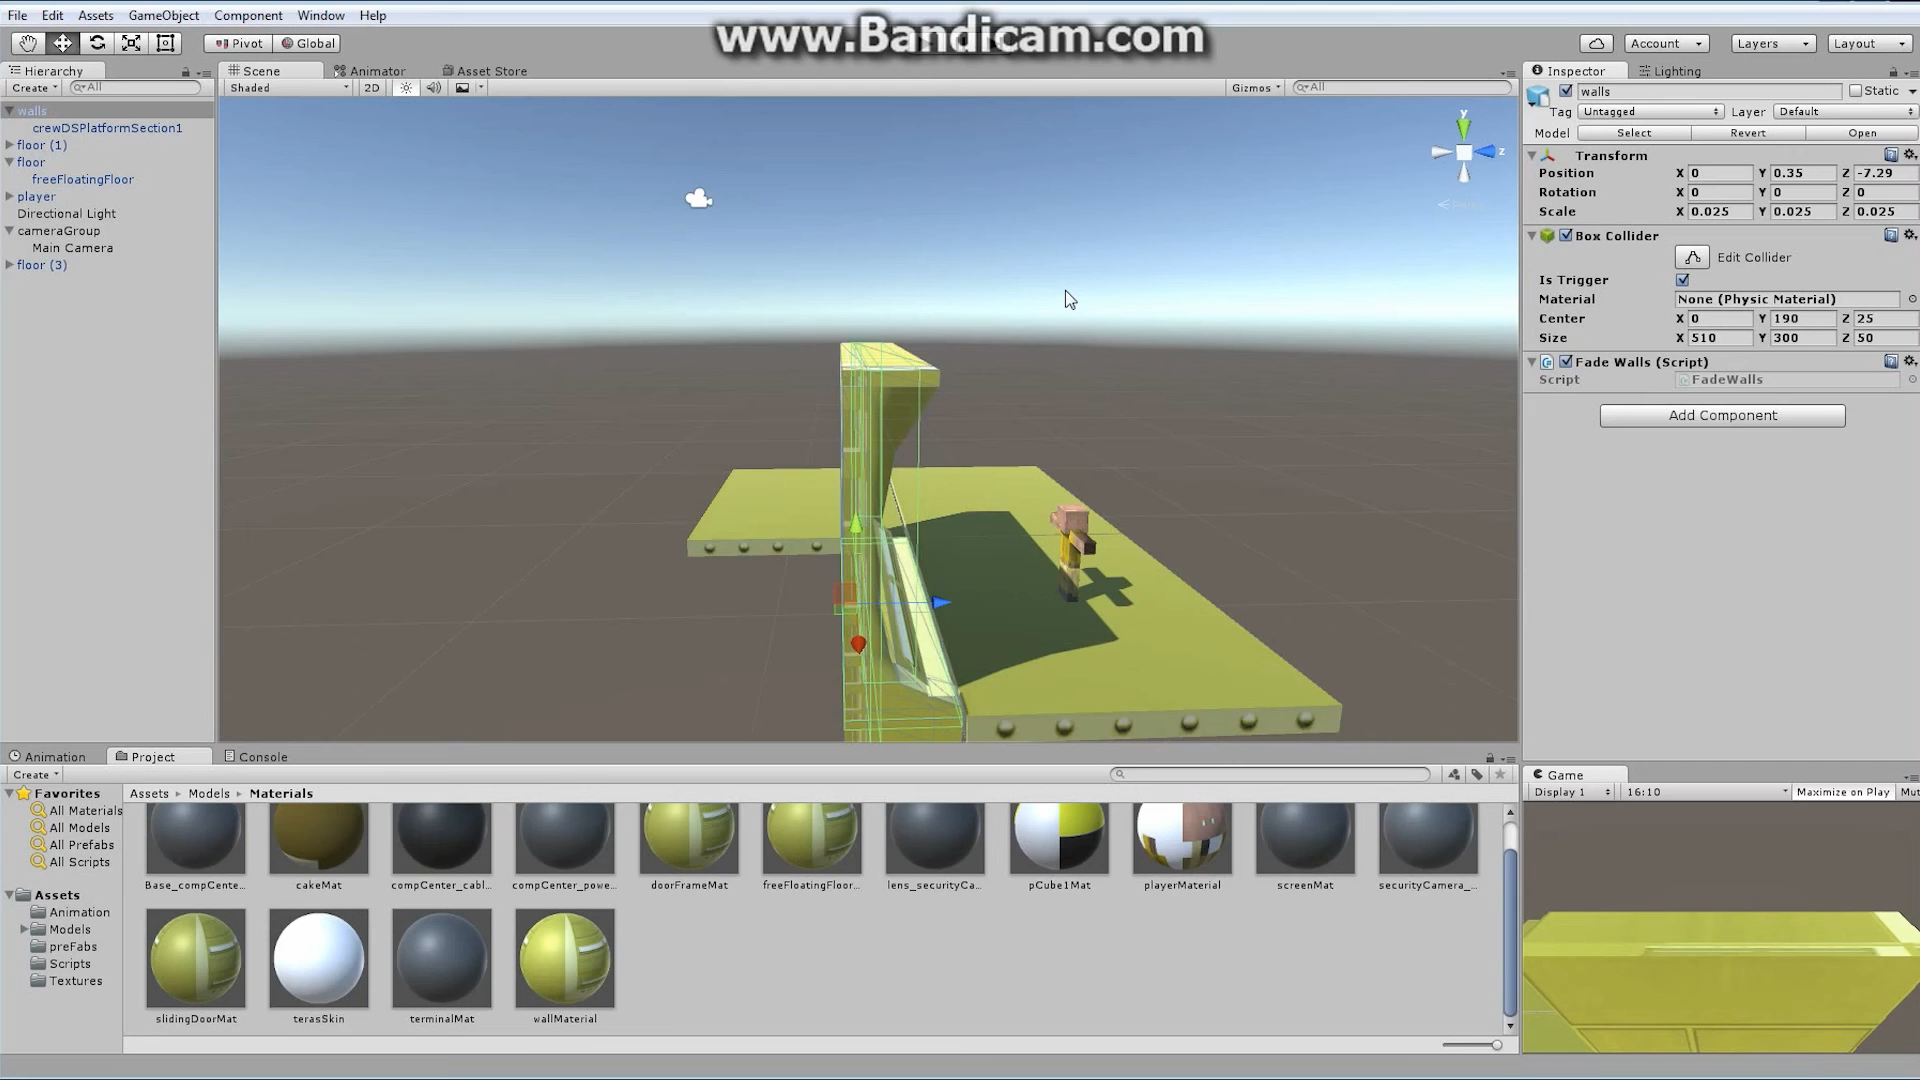 File Edit Assets GameObject Component Window Help
www.Bandicam.com
Pivot Global Account Layers Layout
Hierarchy Scene Animator Asset Store Inspector Lighting
Create All Shaded 2D Gizmos All
walls
crewDSPlatformSection1
floor (1)
floor
freeFloatingFloor
player
Directional Light
cameraGroup
Main Camera
floor (3)
y
z
walls Static
Tag Untagged Layer Default
Model Select Revert Open
Transform
Position X 0 Y 0.35 Z -7.29
Rotation X 0 Y 0 Z 0
Scale X 0.025 Y 0.025 Z 0.025
Box Collider
Edit Collider
Is Trigger
Material None (Physic Material)
Center X 0 Y 190 Z 25
Size X 510 Y 300 Z 50
Fade Walls (Script)
Script FadeWalls
Add Component
Animation Project Console
Create
Favorites
All Materials
All Models
All Prefabs
All Scripts
Assets
Animation
Models
preFabs
Scripts
Textures
Assets Models Materials
Base_compCente... cakeMat compCenter_cabl... compCenter_powe... doorFrameMat freeFloatingFloor... lens_securityCa... pCube1Mat playerMaterial screenMat securityCamera_...
slidingDoorMat terasSkin terminalMat wallMaterial
Game
Display 1 16:10 Maximize on Play Mut